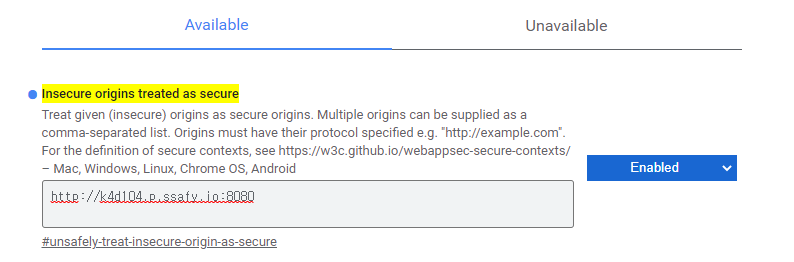 Available
Unavailable
Insecure origins treated as secure
Treat given (insecure) origins as secure origins. Multiple origins can be supplied as a
comma-separated list. Origins must have their protocol specified e.g. "http://example.com".
For the definition of secure contexts, see https://w3c.github.io/webappsec-secure-contexts/
– Mac, Windows, Linux, Chrome OS, Android
Enabled
http://k4d104.p.ssafy.io:8080
#unsafely-treat-insecure-origin-as-secure